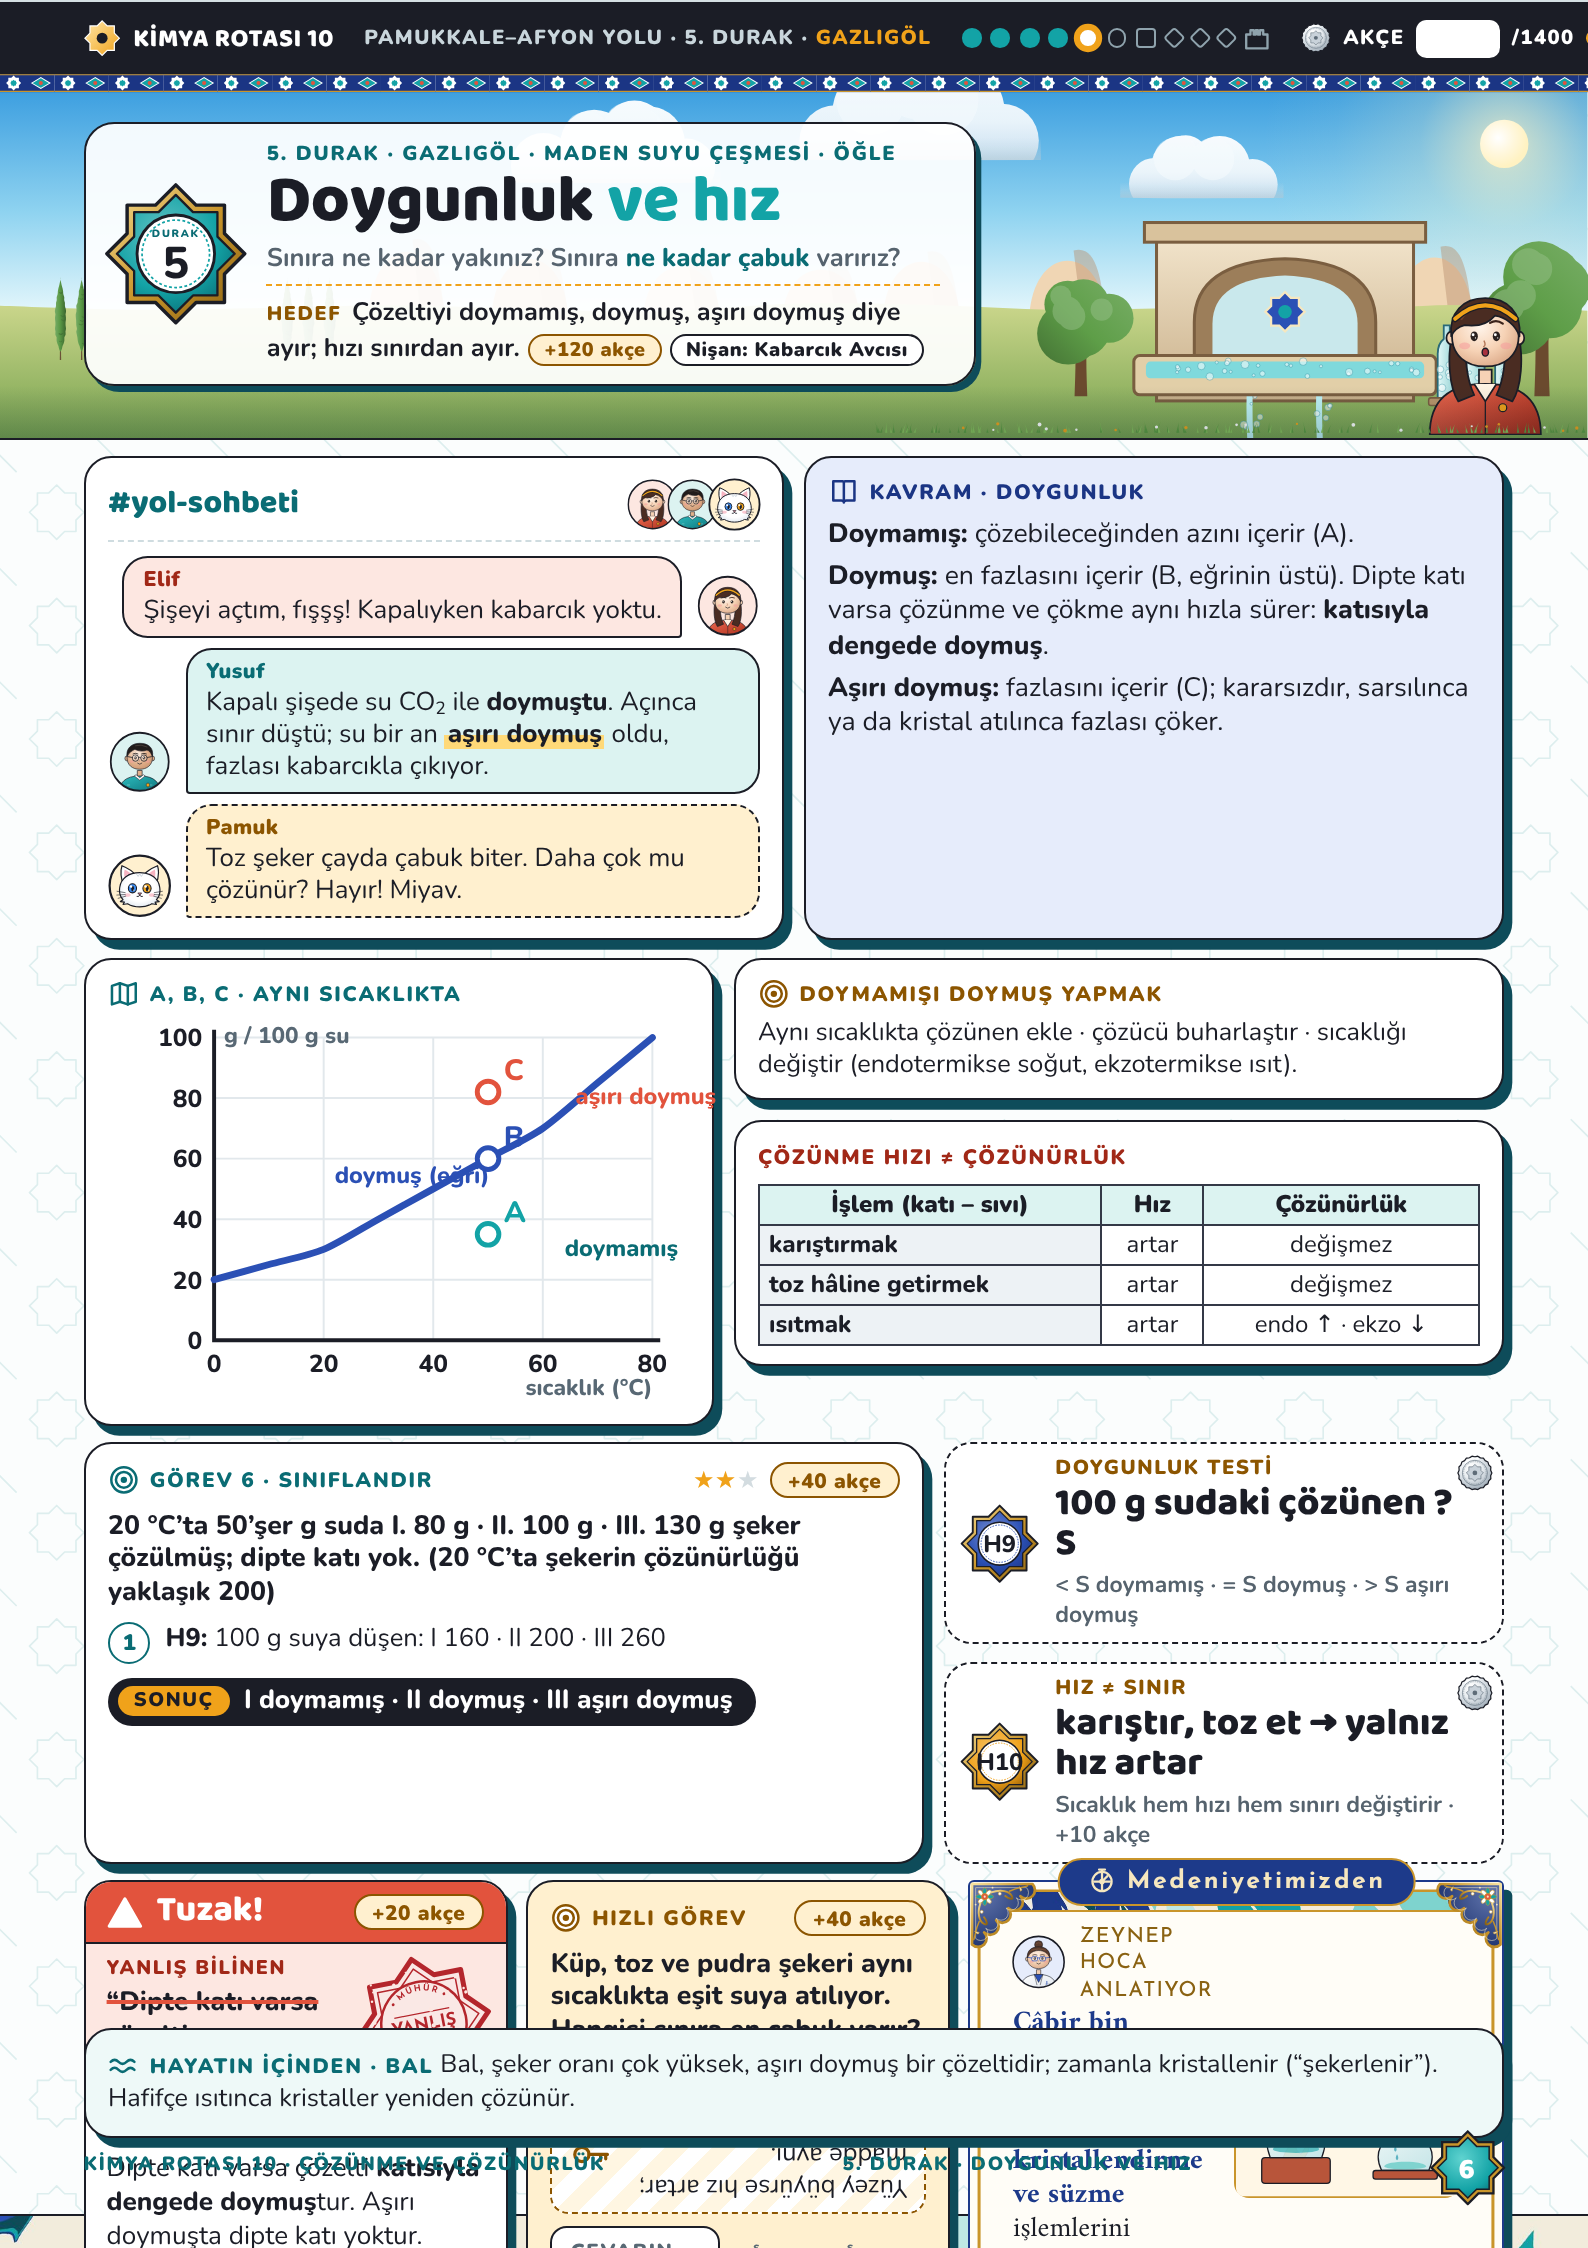 KİMYA ROTASI 10 PAMUKKALE–AFYON YOLU · 5. DURAK · GAZLIGÖL AKÇE /1400
5. DURAK · GAZLIGÖL · MADEN SUYU ÇEŞMESİ · ÖĞLE
Doygunluk ve hız
DURAK
5
Sınıra ne kadar yakınız? Sınıra ne kadar çabuk varırız?
HEDEF Çözeltiyi doymamış, doymuş, aşırı doymuş diye
ayır; hızı sınırdan ayır. +120 akçe Nişan: Kabarcık Avcısı
#yol-sohbeti
Elif
Şişeyi açtım, fışşş! Kapalıyken kabarcık yoktu.
Yusuf
Kapalı şişede su CO₂ ile doymuştu. Açınca
sınır düştü; su bir an aşırı doymuş oldu,
fazlası kabarcıkla çıkıyor.
Pamuk
Toz şeker çayda çabuk biter. Daha çok mu
çözünür? Hayır! Miyav.
KAVRAM · DOYGUNLUK
Doymamış: çözebileceğinden azını içerir (A).
Doymuş: en fazlasını içerir (B, eğrinin üstü). Dipte katı
varsa çözünme ve çökme aynı hızla sürer: katısıyla
dengede doymuş.
Aşırı doymuş: fazlasını içerir (C); kararsızdır, sarsılınca
ya da kristal atılınca fazlası çöker.
A, B, C · AYNI SICAKLIKTA
100 g / 100 g su
C
80 aşırı doymuş
B
60
doymuş (eğri)
A
40
doymamış
20
0
0 20 40 60 80
sıcaklık (°C)
DOYMAMIŞI DOYMUŞ YAPMAK
Aynı sıcaklıkta çözünen ekle · çözücü buharlaştır · sıcaklığı
değiştir (endotermikse soğut, ekzotermikse ısıt).
ÇÖZÜNME HIZI ≠ ÇÖZÜNÜRLÜK
İşlem (katı – sıvı) Hız Çözünürlük
karıştırmak artar değişmez
toz hâline getirmek artar değişmez
ısıtmak artar endo ↑ · ekzo ↓
GÖREV 6 · SINIFLANDIR ★★★ +40 akçe
20 °C’ta 50’şer g suda I. 80 g · II. 100 g · III. 130 g şeker
çözülmüş; dipte katı yok. (20 °C’ta şekerin çözünürlüğü
yaklaşık 200)
1 H9: 100 g suya düşen: I 160 · II 200 · III 260
SONUÇ I doymamış · II doymuş · III aşırı doymuş
DOYGUNLUK TESTİ
H9
100 g sudaki çözünen ?
S
< S doymamış · = S doymuş · > S aşırı
doymuş
HIZ ≠ SINIR
H10
karıştır, toz et → yalnız
hız artar
Sıcaklık hem hızı hem sınırı değiştirir ·
+10 akçe
Tuzak! +20 akçe
YANLIŞ BİLİNEN
“Dipte katı varsa
MÜHÜR
YANLIŞ
HIZLI GÖREV +40 akçe
Küp, toz ve pudra şekeri aynı
sıcaklıkta eşit suya atılıyor.
Hangisi sınıra en çabuk varır?
Medeniyetimizden
ZEYNEP
HOCA
ANLATIYOR
Câbir bin
HAYATIN İÇİNDEN · BAL Bal, şeker oranı çok yüksek, aşırı doymuş bir çözeltidir; zamanla kristallenir (“şekerlenir”).
Hafifçe ısıtınca kristaller yeniden çözünür.
KİMYA ROTASI 10 · ÇÖZÜNME VE ÇÖZÜNÜRLÜK 5. DURAK · DOYGUNLUK VE HIZ 6
Dipte katı varsa çözelti katısıyla
dengede doymuştur. Aşırı
doymuşta dipte katı yoktur.
Yüzey büyürse hız artar;
madde aynı.
kristallendirme
ve süzme
işlemlerini